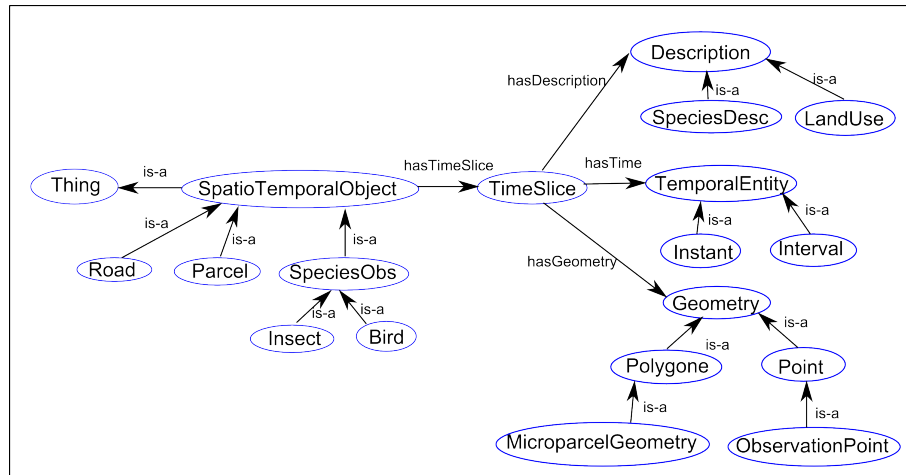 Description
hasDescription
is-a
is-a
SpeciesDesc
LandUse
hasTimeSlice
hasTime
is-a
Thing
SpatioTemporalObject
TimeSlice
TemporalEntity
is-a
is-a
is-a
is-a
is-a
Instant
Interval
Road
Parcel
SpeciesObs
hasGeometry
Geometry
is-a
is-a
is-a
Insect
Bird
is-a
Polygone
Point
is-a
is-a
MicroparcelGeometry
ObservationPoint